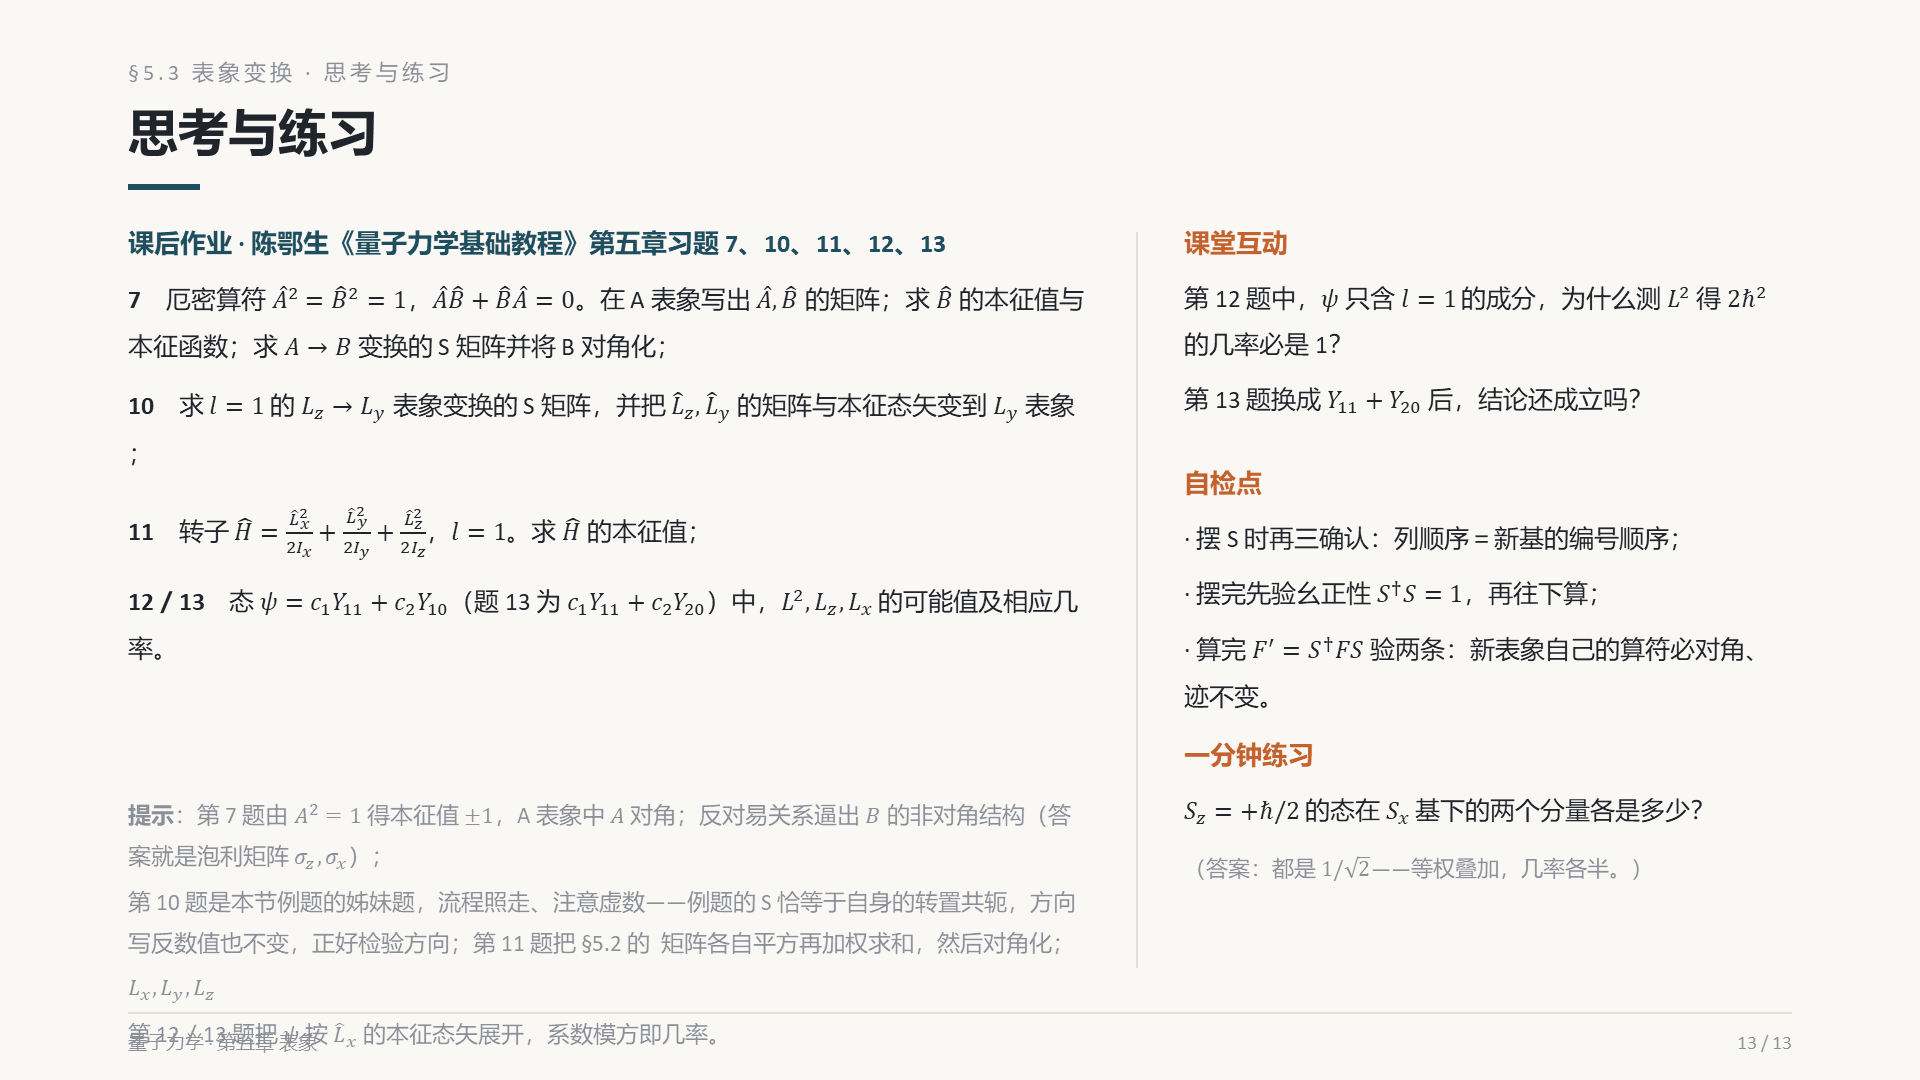 §5.3 表象变换 · 思考与练习
思考与练习
课后作业 · 陈鄂生《量子力学基础教程》第五章习题 7、10、11、12、13
7 厄密算符 Â² = B̂² = 1，ÂB̂ + B̂Â = 0。在 A 表象写出 Â, B̂ 的矩阵；求 B̂ 的本征值与
本征函数；求 A → B 变换的 S 矩阵并将 B 对角化；
10 求 l = 1 的 L_z → L_y 表象变换的 S 矩阵，并把 L̂_z, L̂_y 的矩阵与本征态矢变到 L_y 表象
；
11 转子 Ĥ = L̂_x²/2I_x + L̂_y²/2I_y + L̂_z²/2I_z，l = 1。求 Ĥ 的本征值；
12 / 13 态 ψ = c₁Y₁₁ + c₂Y₁₀（题 13 为 c₁Y₁₁ + c₂Y₂₀）中，L², L_z, L_x 的可能值及相应几
率。
提示：第 7 题由 A² = 1 得本征值 ±1，A 表象中 A 对角；反对易关系逼出 B 的非对角结构（答
案就是泡利矩阵 σ_z, σ_x）；
第 10 题是本节例题的姊妹题，流程照走、注意虚数——例题的 S 恰等于自身的转置共轭，方向
写反数值也不变，正好检验方向；第 11 题把 §5.2 的 矩阵各自平方再加权求和，然后对角化；
L_x, L_y, L_z
第 12 / 13 题把 ψ 按 L̂_x 的本征态矢展开，系数模方即几率。
课堂互动
第 12 题中，ψ 只含 l = 1 的成分，为什么测 L² 得 2ħ²
的几率必是 1？
第 13 题换成 Y₁₁ + Y₂₀ 后，结论还成立吗？
自检点
· 摆 S 时再三确认：列顺序 = 新基的编号顺序；
· 摆完先验幺正性 S†S = 1，再往下算；
· 算完 F′ = S†FS 验两条：新表象自己的算符必对角、
迹不变。
一分钟练习
S_z = +ħ/2 的态在 S_x 基下的两个分量各是多少？
（答案：都是 1/√2——等权叠加，几率各半。）
量子力学 · 第五章 表象
13 / 13